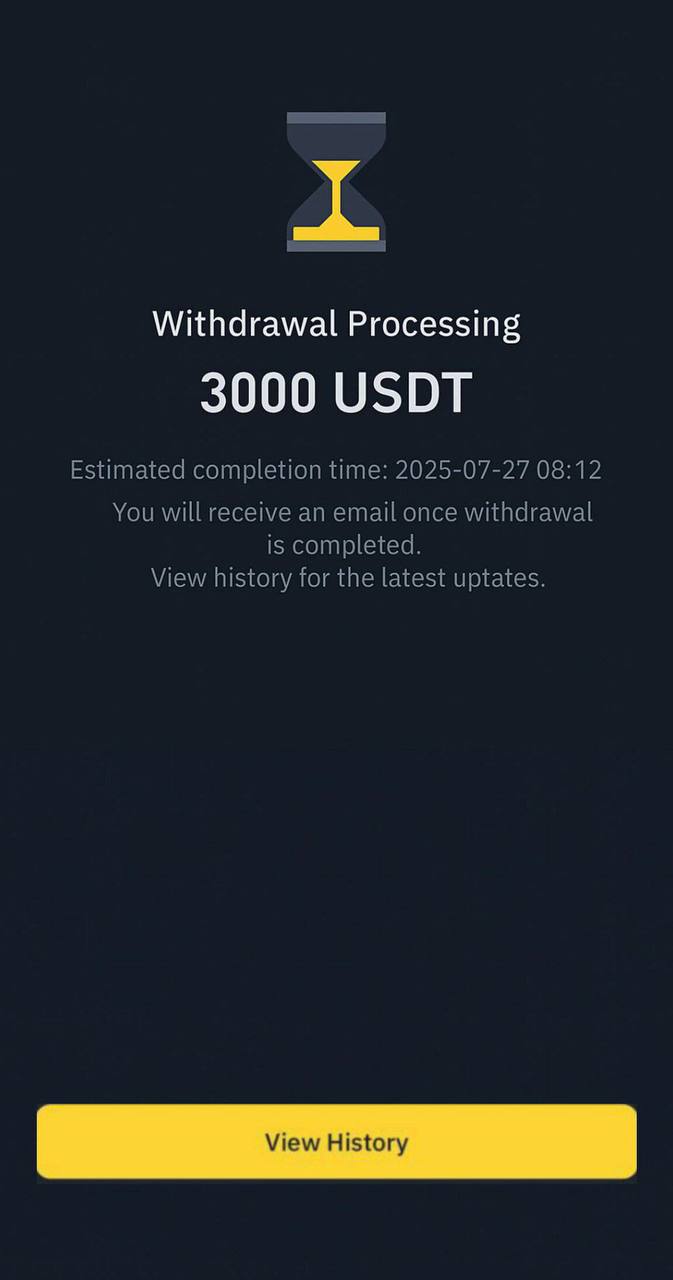 Withdrawal Processing
3000 USDT
Estimated completion time: 2025-07-27 08:12
You will receive an email once withdrawal
is completed.
View history for the latest uptates.
View History